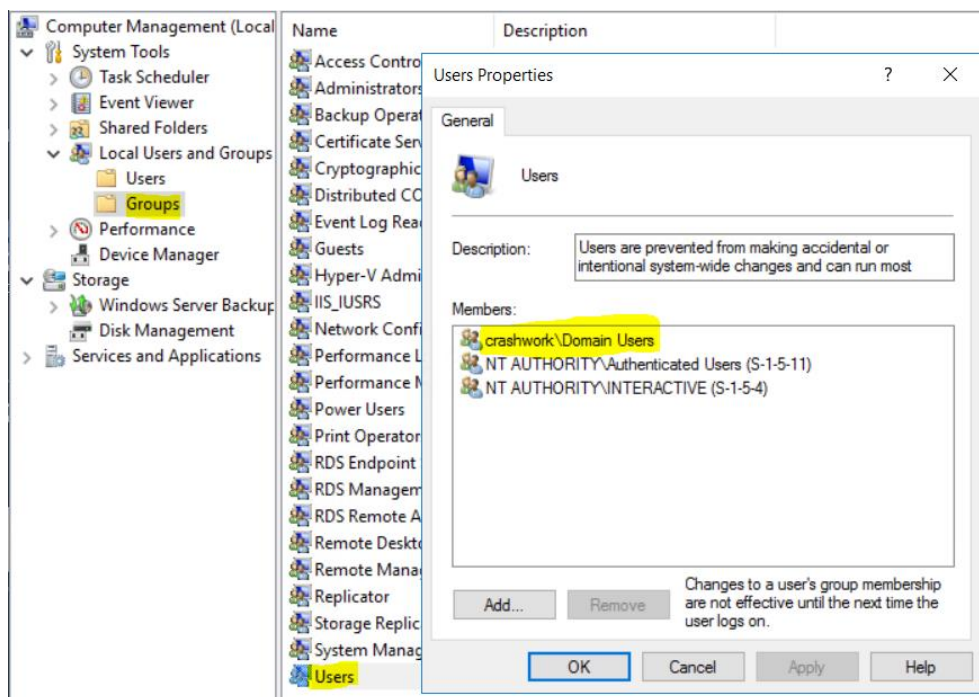 Computer Management (Local
System Tools
Task Scheduler
Event Viewer
Shared Folders
Local Users and Groups
Users
Groups
Performance
Device Manager
Storage
Windows Server Backup
Disk Management
Services and Applications
Name
Description
Access Contro
Administrators
Backup Operat
Certificate Serv
Cryptographic
Distributed CO
Event Log Read
Guests
Hyper-V Admi
IIS_IUSRS
Network Confi
Performance L
Performance M
Power Users
Print Operator
RDS Endpoint
RDS Managem
RDS Remote A
Remote Deskto
Remote Manag
Replicator
Storage Replic
System Manag
Users
Users Properties
?
General
Users
Description:
Users are prevented from making accidental or
intentional system-wide changes and can run most
Members:
crashwork\Domain Users
NT AUTHORITY\Authenticated Users (S-1-5-11)
NT AUTHORITY\INTERACTIVE (S-1-5-4)
Add...
Remove
Changes to a user's group membership
are not effective until the next time the
user logs on.
OK
Cancel
Apply
Help